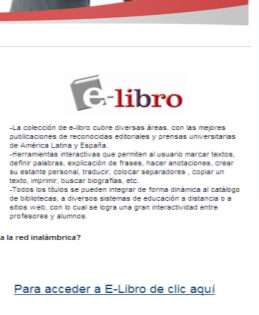 e-libro
-La colección de e-libro cubre diversas áreas, con las mejores
publicaciones de reconocidas editoriales y prensas universitarias
de América Latina y España.
-Herramientas interactivas que permiten al usuario marcar textos,
definir palabras, explicación de frases, hacer anotaciones, crear
su estante personal, traducir, colocar separadores , copiar un
texto, imprimir, buscar biografías, etc.
-Todos los títulos se pueden integrar de forma dinámica al catálogo
de bibliotecas, a diversos sistemas de educación a distancia o a
sitios web, con lo cual se logra una gran interactividad entre
profesores y alumnos.
a la red inalámbrica?
Para acceder a E-Libro de clic aquí